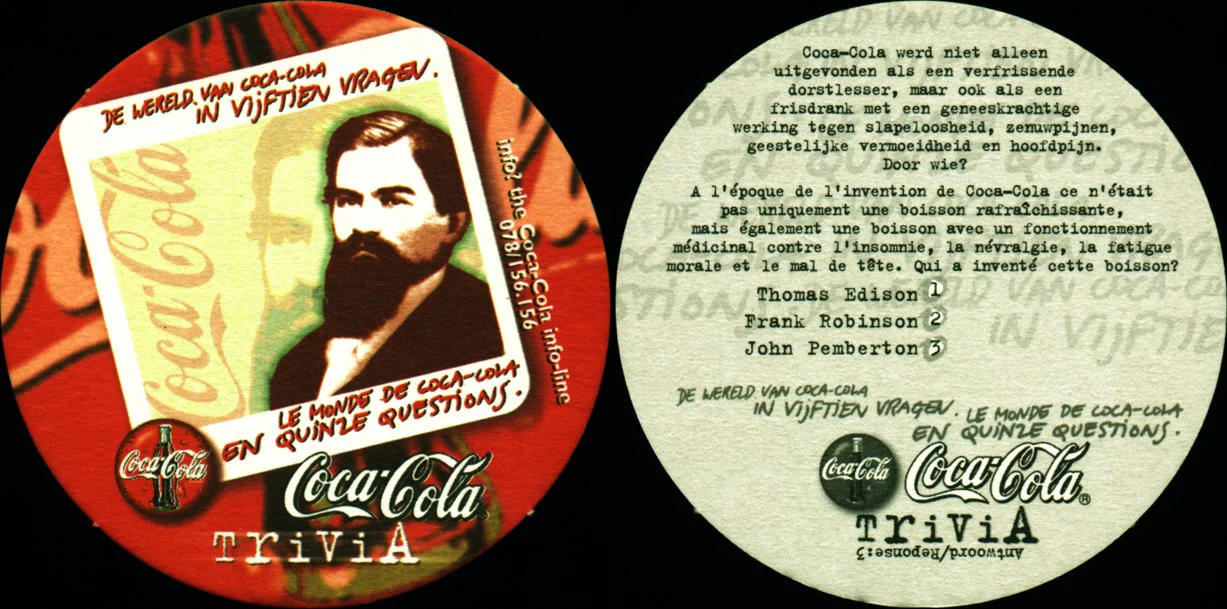 DE WERELD VAN COCA-COLA
IN VIJFTIEN VRAGEN.
Coca-Cola
info? the Coca-Cola info-line
078/156.156
LE MONDE DE COCA-COLA
EN QUINZE QUESTIONS.
Coca-Cola
Coca-Cola
TRiViA
Coca-Cola werd niet alleen
uitgevonden als een verfrissende
dorstlesser, maar ook als een
frisdrank met een geneeskrachtige
werking tegen slapeloosheid, zenuwpijnen,
geestelijke vermoeidheid en hoofdpijn.
Door wie?
A l'époque de l'invention de Coca-Cola ce n'était
pas uniquement une boisson rafraîchissante,
mais également une boisson avec un fonctionnement
médicinal contre l'insomnie, la névralgie, la fatigue
morale et le mal de tête. Qui a inventé cette boisson?
Thomas Edison 1
Frank Robinson 2
John Pemberton 3
DE WERELD VAN COCA-COLA
IN VIJFTIEN VRAGEN.
LE MONDE DE COCA-COLA
EN QUINZE QUESTIONS.
Coca-Cola
Coca-Cola®
TRiViA
Antwoord/Reponse:3